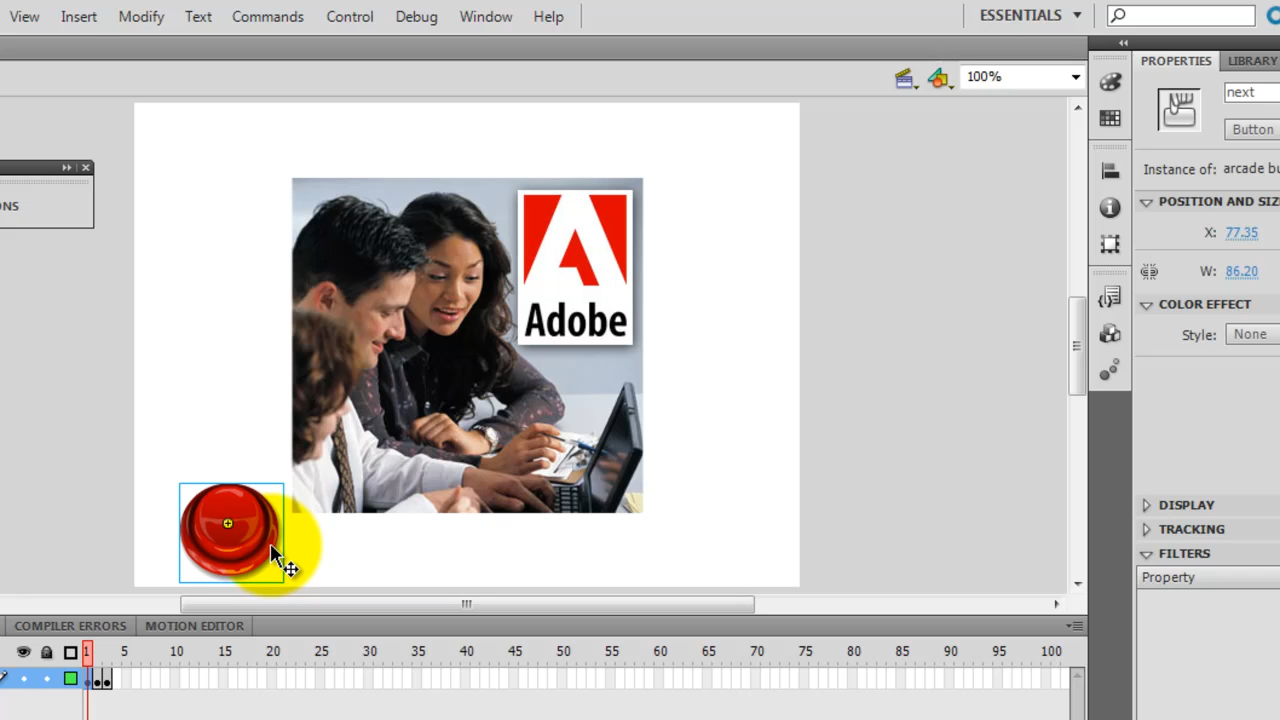 View Insert Modify Text Commands Control Debug Window Help ESSENTIALS
100%
PROPERTIES LIBRARY
next
Button
Instance of: arcade bu
POSITION AND SIZE
X: 77.35
W: 86.20
COLOR EFFECT
Style: None
DISPLAY
TRACKING
FILTERS
Property
ONS
Adobe
COMPILER ERRORS MOTION EDITOR
1 5 10 15 20 25 30 35 40 45 50 55 60 65 70 75 80 85 90 95 100